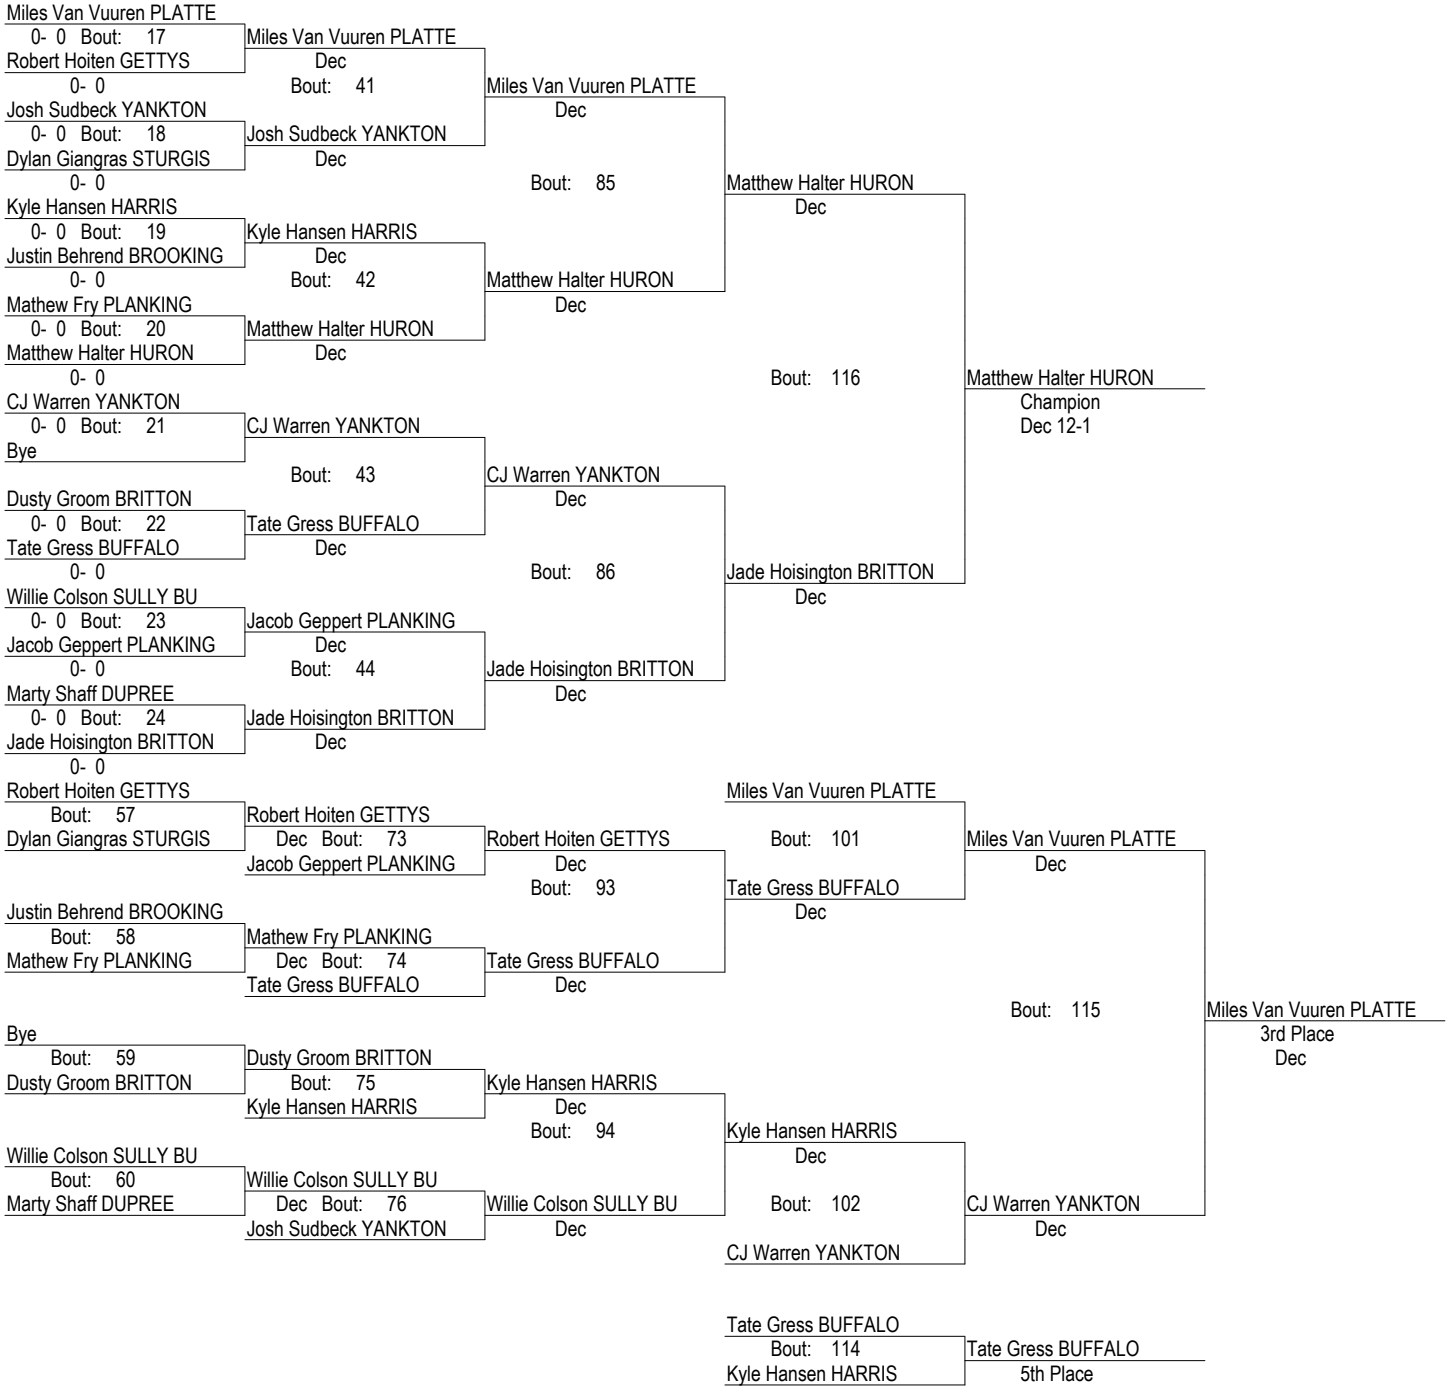 Miles Van Vuuren PLATTE
0- 0 Bout: 17 Miles Van Vuuren PLATTE
Robert Hoiten GETTYS Dec
0- 0 Bout: 41 Miles Van Vuuren PLATTE
Josh Sudbeck YANKTON Dec
0- 0 Bout: 18 Josh Sudbeck YANKTON
Dylan Giangras STURGIS Dec
0- 0 Bout: 85 Matthew Halter HURON
Kyle Hansen HARRIS Dec
0- 0 Bout: 19 Kyle Hansen HARRIS
Justin Behrend BROOKING Dec
0- 0 Bout: 42 Matthew Halter HURON
Mathew Fry PLANKING Dec
0- 0 Bout: 20 Matthew Halter HURON
Matthew Halter HURON Dec
0- 0 Bout: 116 Matthew Halter HURON
CJ Warren YANKTON Champion
0- 0 Bout: 21 CJ Warren YANKTON Dec 12-1
Bye
Bout: 43 CJ Warren YANKTON
Dusty Groom BRITTON Dec
0- 0 Bout: 22 Tate Gress BUFFALO
Tate Gress BUFFALO Dec
0- 0 Bout: 86 Jade Hoisington BRITTON
Willie Colson SULLY BU Dec
0- 0 Bout: 23 Jacob Geppert PLANKING
Jacob Geppert PLANKING Dec
0- 0 Bout: 44 Jade Hoisington BRITTON
Marty Shaff DUPREE Dec
0- 0 Bout: 24 Jade Hoisington BRITTON
Jade Hoisington BRITTON Dec
0- 0
Robert Hoiten GETTYS Miles Van Vuuren PLATTE
Bout: 57 Robert Hoiten GETTYS
Dylan Giangras STURGIS Dec Bout: 73 Robert Hoiten GETTYS Bout: 101 Miles Van Vuuren PLATTE
Jacob Geppert PLANKING Dec Dec
Bout: 93 Tate Gress BUFFALO
Justin Behrend BROOKING Dec
Bout: 58 Mathew Fry PLANKING
Mathew Fry PLANKING Dec Bout: 74 Tate Gress BUFFALO
Tate Gress BUFFALO Dec
Bout: 115 Miles Van Vuuren PLATTE
Bye 3rd Place
Bout: 59 Dusty Groom BRITTON Dec
Dusty Groom BRITTON Bout: 75 Kyle Hansen HARRIS
Kyle Hansen HARRIS Dec
Bout: 94 Kyle Hansen HARRIS
Willie Colson SULLY BU Dec
Bout: 60 Willie Colson SULLY BU
Marty Shaff DUPREE Dec Bout: 76 Willie Colson SULLY BU Bout: 102 CJ Warren YANKTON
Josh Sudbeck YANKTON Dec Dec
CJ Warren YANKTON
Tate Gress BUFFALO
Bout: 114 Tate Gress BUFFALO
Kyle Hansen HARRIS 5th Place